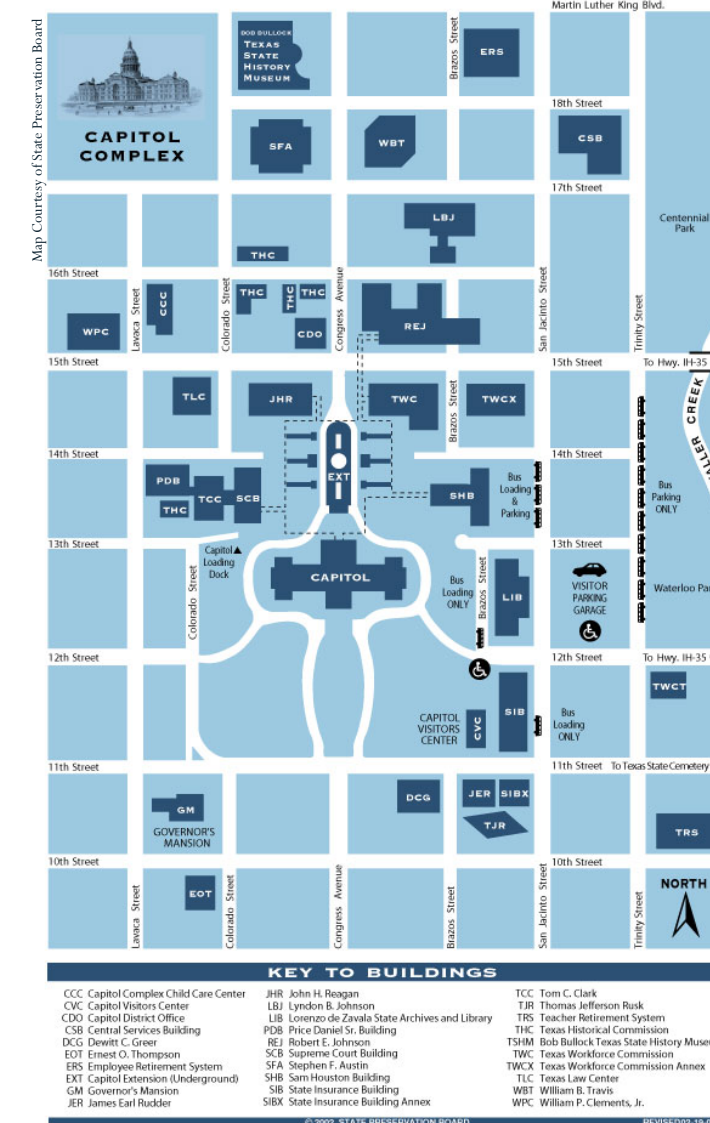 Martin Luther King Blvd.
Map Courtesy of State Preservation Board
CAPITOL
COMPLEX
BOB BULLOCK
TEXAS
STATE
HISTORY
MUSEUM
Brazos Street
ERS
18th Street
SFA
WBT
CSB
17th Street
LBJ
Centennial
Park
THC
16th Street
Lavaca Street
CCC
Colorado Street
THC
THC
THC
CDO
Congress Avenue
REJ
San Jacinto Street
Trinity Street
WPC
15th Street
15th Street
To Hwy. IH-35
TLC
JHR
TWC
Brazos Street
TWCX
CREEK
14th Street
14th Street
PDB
TCC
SCB
THC
EXT
SHB
Bus
Loading
&
Parking
Bus
Parking
ONLY
13th Street
13th Street
Capitol
Loading
Dock
Colorado Street
CAPITOL
Bus
Loading
ONLY
Brazos Street
LIB
VISITOR
PARKING
GARAGE
Waterloo Pa
12th Street
12th Street
To Hwy. IH-35
TWCT
CAPITOL
VISITORS
CENTER
CVC
SIB
Bus
Loading
ONLY
11th Street
11th Street
To Texas State Cemetery
GM
GOVERNOR'S
MANSION
DCG
JER
SIBX
TJR
TRS
10th Street
10th Street
Lavaca Street
EOT
Colorado Street
Congress Avenue
Brazos Street
San Jacinto Street
Trinity Street
NORTH
KEY TO BUILDINGS
CCC Capitol Complex Child Care Center
CVC Capitol Visitors Center
CDO Capitol District Office
CSB Central Services Building
DCG Dewitt C. Greer
EOT Ernest O. Thompson
ERS Employee Retirement System
EXT Capitol Extension (Underground)
GM Governor's Mansion
JER James Earl Rudder
JHR John H. Reagan
LBJ Lyndon B. Johnson
LIB Lorenzo de Zavala State Archives and Library
PDB Price Daniel Sr. Building
REJ Robert E. Johnson
SCB Supreme Court Building
SFA Stephen F. Austin
SHB Sam Houston Building
SIB State Insurance Building
SIBX State Insurance Building Annex
TCC Tom C. Clark
TJR Thomas Jefferson Rusk
TRS Teacher Retirement System
THC Texas Historical Commission
TSHM Bob Bullock Texas State History Muse
TWC Texas Workforce Commission
TWCX Texas Workforce Commission Annex
TLC Texas Law Center
WBT William B. Travis
WPC William P. Clements, Jr.
© 2002 STATE PRESERVATION BOARD